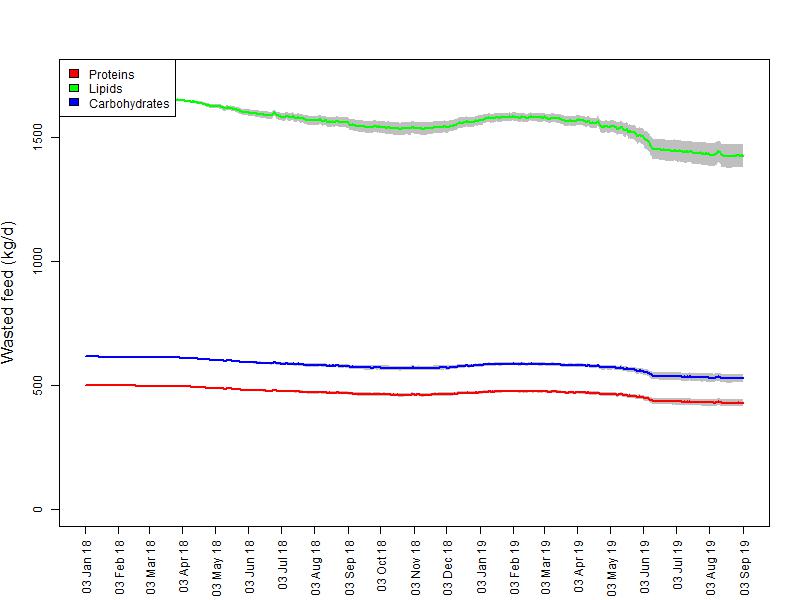 Proteins
Lipids
Carbohydrates
Wasted feed (kg/d)
1500
1000
500
0
03 Jan 18
03 Feb 18
03 Mar 18
03 Apr 18
03 May 18
03 Jun 18
03 Jul 18
03 Aug 18
03 Sep 18
03 Oct 18
03 Nov 18
03 Dec 18
03 Jan 19
03 Feb 19
03 Mar 19
03 Apr 19
03 May 19
03 Jun 19
03 Jul 19
03 Aug 19
03 Sep 19